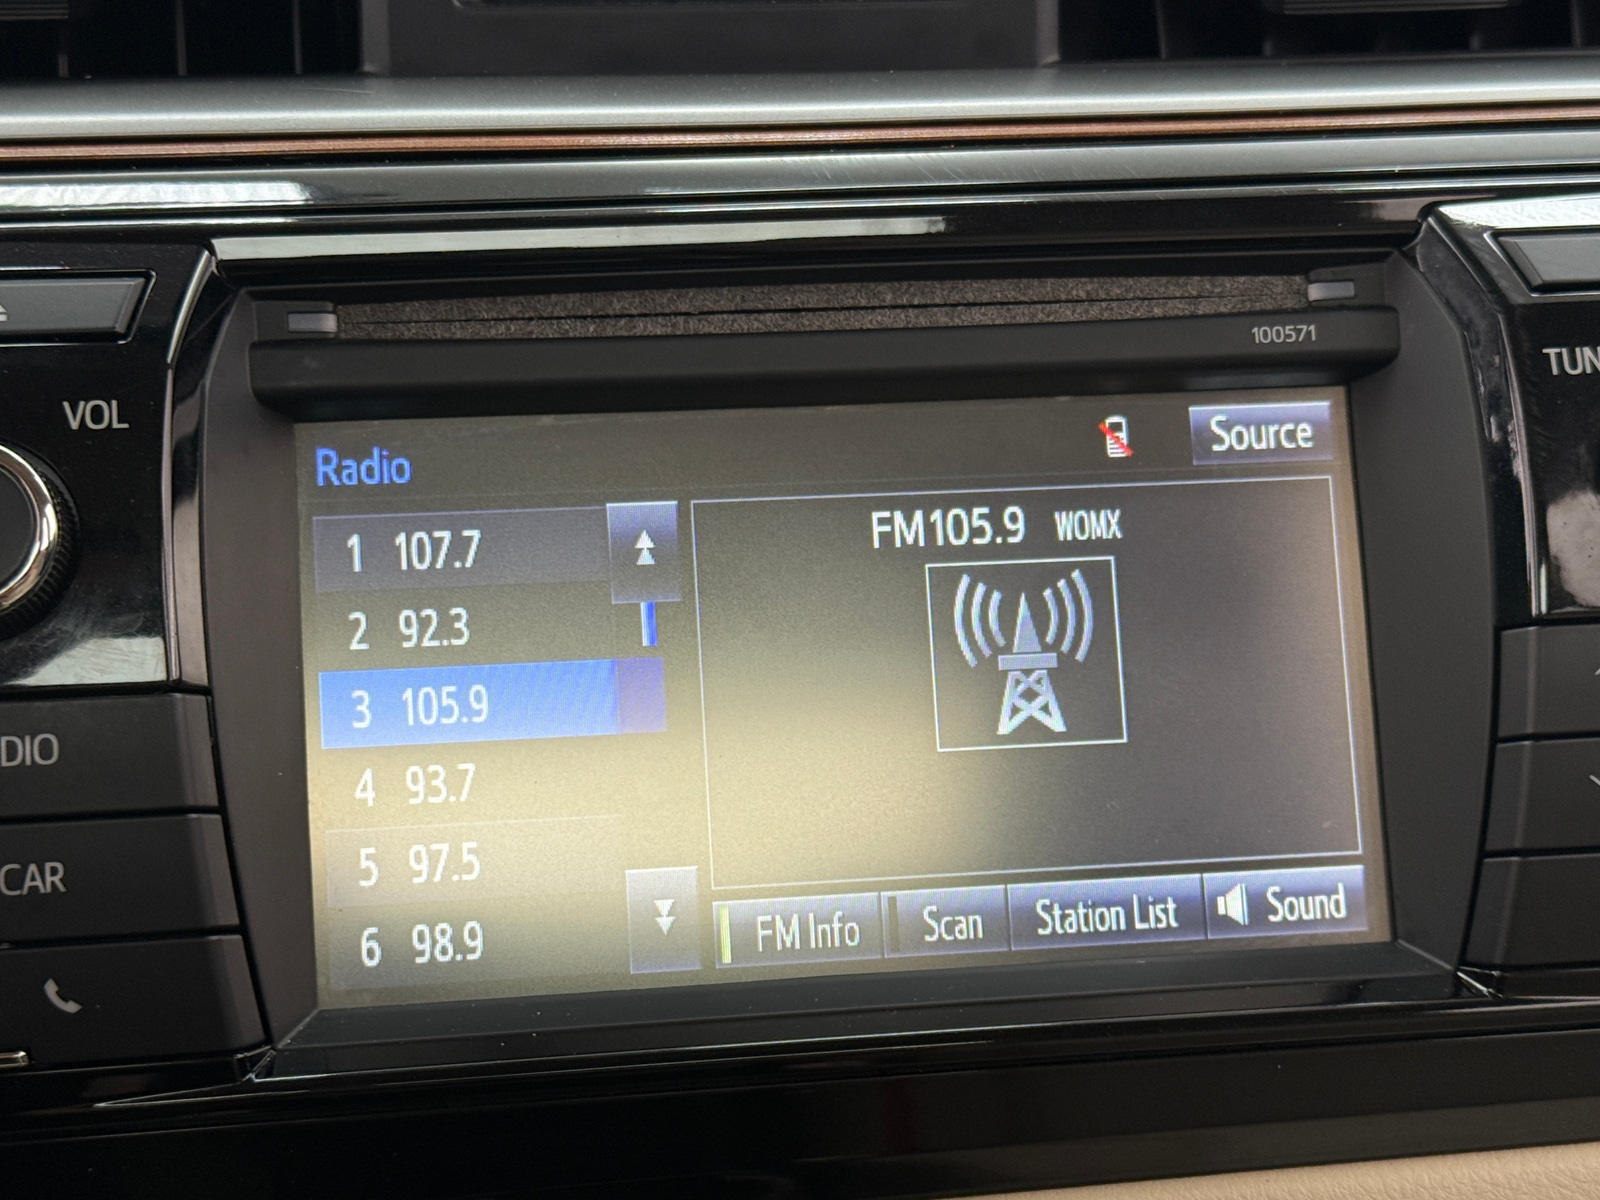 100571
TUN
VOL
Source
Radio
1 107.7
FM105.9 WOMX
2 92.3
3 105.9
DIO
4 93.7
5 97.5
CAR
6 98.9
FM Info
Scan
Station List
Sound